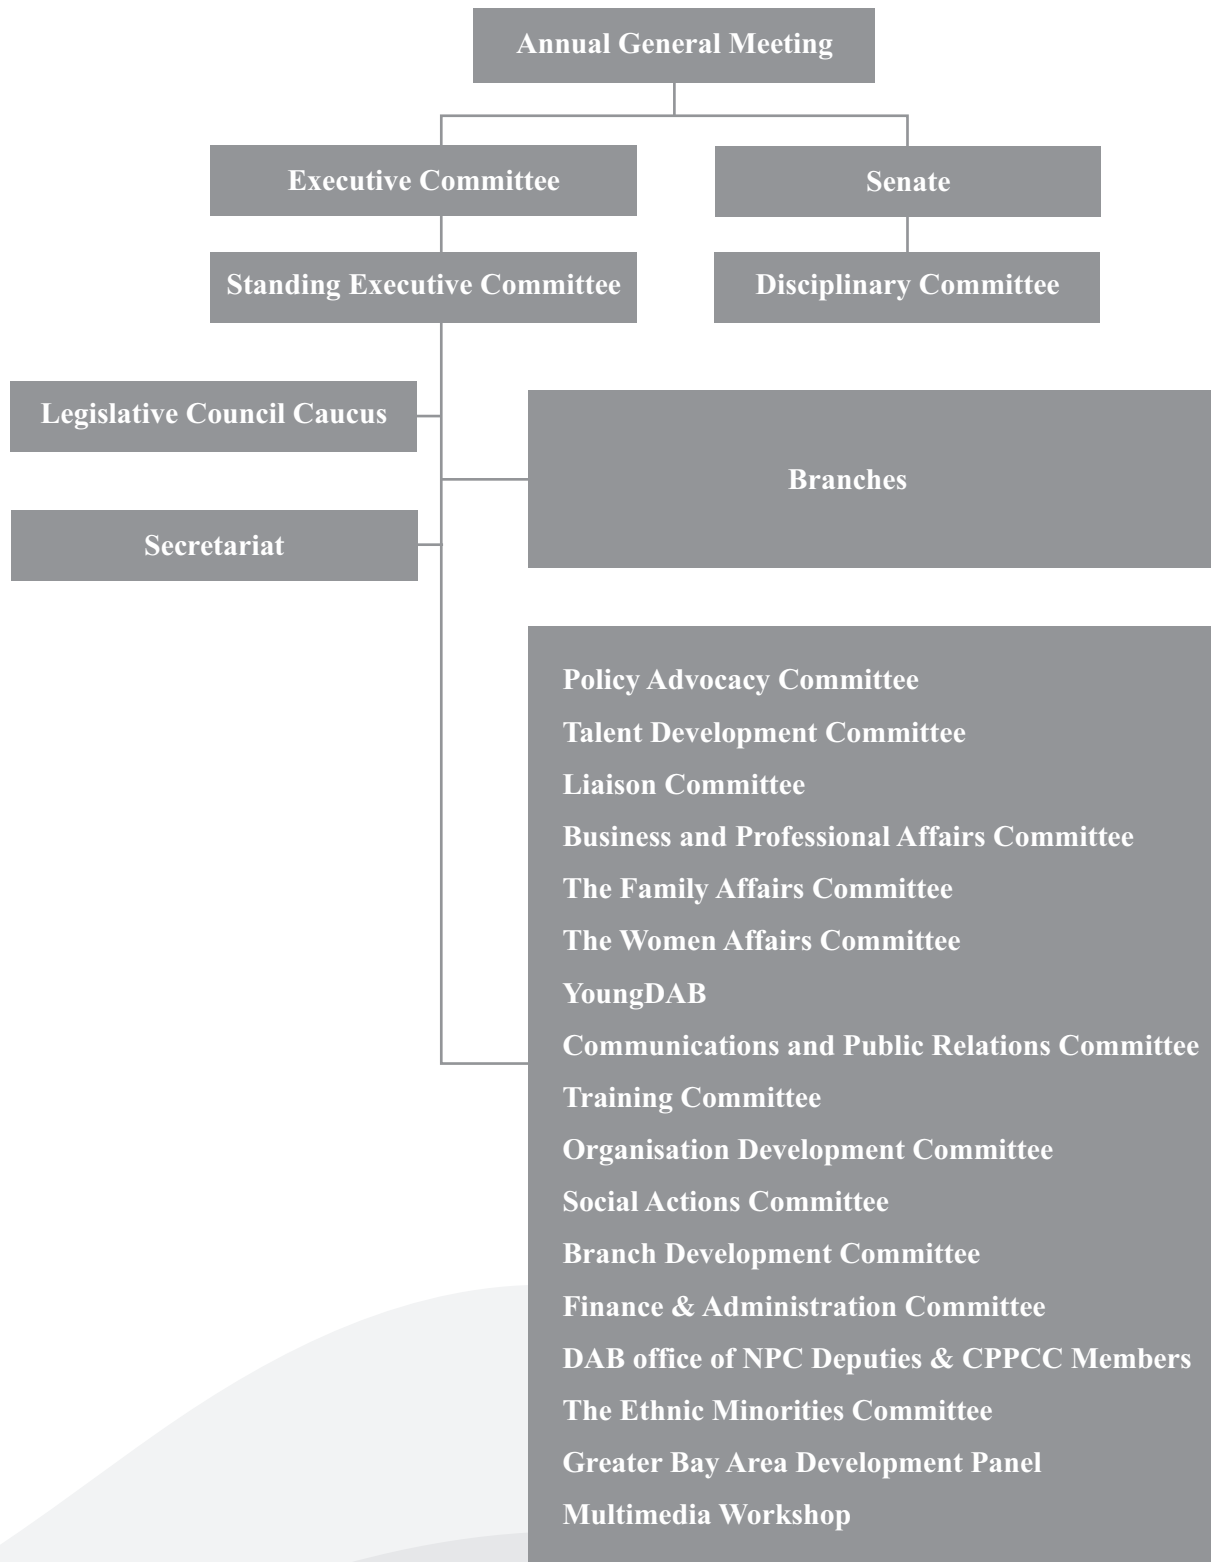 Annual General Meeting
Executive Committee
Senate
Standing Executive Committee
Disciplinary Committee
Legislative Council Caucus
Branches
Secretariat
Policy Advocacy Committee
Talent Development Committee
Liaison Committee
Business and Professional Affairs Committee
The Family Affairs Committee
The Women Affairs Committee
YoungDAB
Communications and Public Relations Committee
Training Committee
Organisation Development Committee
Social Actions Committee
Branch Development Committee
Finance & Administration Committee
DAB office of NPC Deputies & CPPCC Members
The Ethnic Minorities Committee
Greater Bay Area Development Panel
Multimedia Workshop